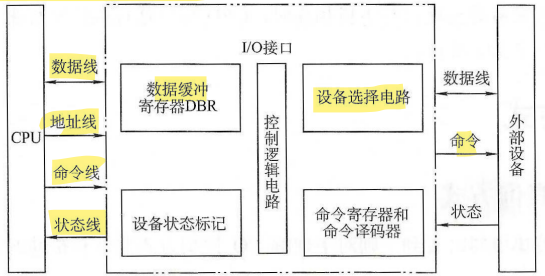 I/O接口
CPU
数据线
地址线
命令线
状态线
数据缓冲
寄存器DBR
设备状态标记
控制逻辑电路
设备选择电路
命令寄存器和
命令译码器
数据线
命令
状态
外部设备